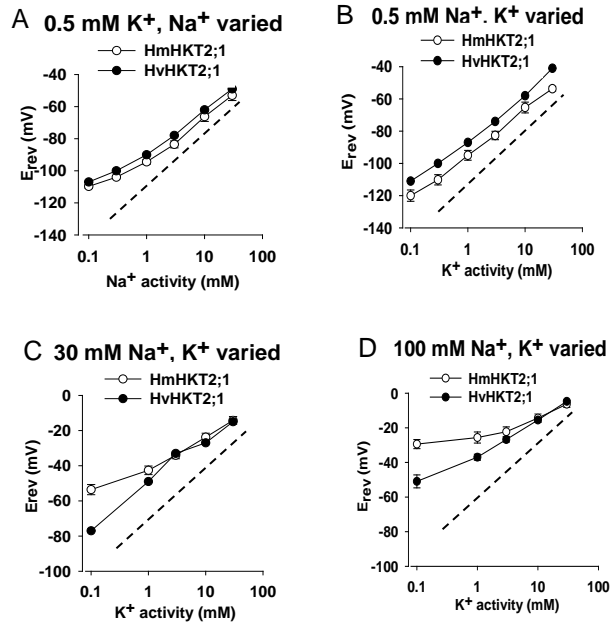 A 0.5 mM K+, Na+ varied
HmHKT2;1
HvHKT2;1
-40
-60
-80
-100
-120
-140
Erev (mV)
0.1 1 10 100
Na+ activity (mM)
B 0.5 mM Na+. K+ varied
HmHKT2;1
HvHKT2;1
-40
-60
-80
-100
-120
-140
Erev (mV)
0.1 1 10 100
K+ activity (mM)
C 30 mM Na+, K+ varied
HmHKT2;1
HvHKT2;1
0
-20
-40
-60
-80
-100
Erev (mV)
0.1 1 10 100
K+ activity (mM)
D 100 mM Na+, K+ varied
HmHKT2;1
HvHKT2;1
0
-20
-40
-60
-80
-100
Erev (mV)
0.1 1 10 100
K+ activity (mM)